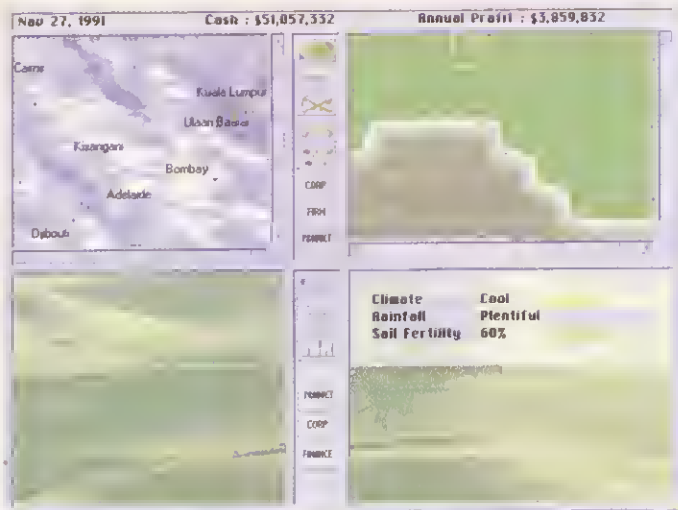 Nov 27, 1991 Cash : $51,057,332 Annual Profit : $3,859,832
Cairns
Kuala Lumpur
Ulaan Baatar
Kisangani
Bombay
Adelaide
Djibouti
CORP
FIRM
PRODUCT
Climate Cool
Rainfall Plentiful
Soil Fertility 60%
PRODUCT
CORP
FINANCE